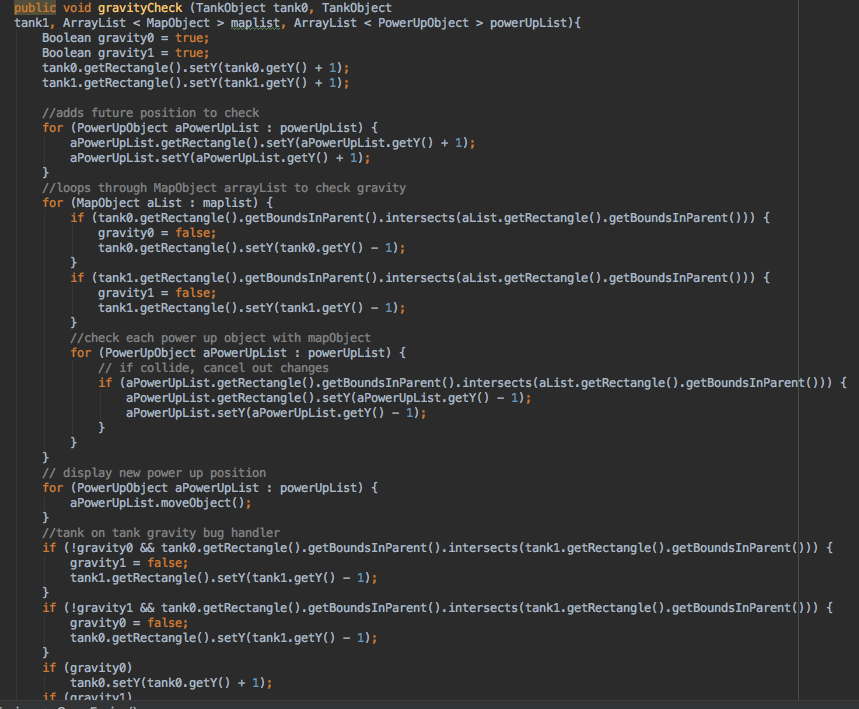 public void gravityCheck (TankObject tank0, TankObject
tank1, ArrayList < MapObject > maplist, ArrayList < PowerUpObject > powerUpList){
Boolean gravity0 = true;
Boolean gravity1 = true;
tank0.getRectangle().setY(tank0.getY() + 1);
tank1.getRectangle().setY(tank1.getY() + 1);
//adds future position to check
for (PowerUpObject aPowerUpList : powerUpList) {
aPowerUpList.getRectangle().setY(aPowerUpList.getY() + 1);
aPowerUpList.setY(aPowerUpList.getY() + 1);
}
//loops through MapObject arrayList to check gravity
for (MapObject aList : maplist) {
if (tank0.getRectangle().getBoundsInParent().intersects(aList.getRectangle().getBoundsInParent())) {
gravity0 = false;
tank0.getRectangle().setY(tank0.getY() - 1);
}
if (tank1.getRectangle().getBoundsInParent().intersects(aList.getRectangle().getBoundsInParent())) {
gravity1 = false;
tank1.getRectangle().setY(tank1.getY() - 1);
}
//check each power up object with mapObject
for (PowerUpObject aPowerUpList : powerUpList) {
// if collide, cancel out changes
if (aPowerUpList.getRectangle().getBoundsInParent().intersects(aList.getRectangle().getBoundsInParent())) {
aPowerUpList.getRectangle().setY(aPowerUpList.getY() - 1);
aPowerUpList.setY(aPowerUpList.getY() - 1);
}
}
}
// display new power up position
for (PowerUpObject aPowerUpList : powerUpList) {
aPowerUpList.moveObject();
}
//tank on tank gravity bug handler
if (!gravity0 && tank0.getRectangle().getBoundsInParent().intersects(tank1.getRectangle().getBoundsInParent())) {
gravity1 = false;
tank1.getRectangle().setY(tank1.getY() - 1);
}
if (!gravity1 && tank0.getRectangle().getBoundsInParent().intersects(tank1.getRectangle().getBoundsInParent())) {
gravity0 = false;
tank0.getRectangle().setY(tank1.getY() - 1);
}
if (gravity0)
tank0.setY(tank0.getY() + 1);
if (gravity1)